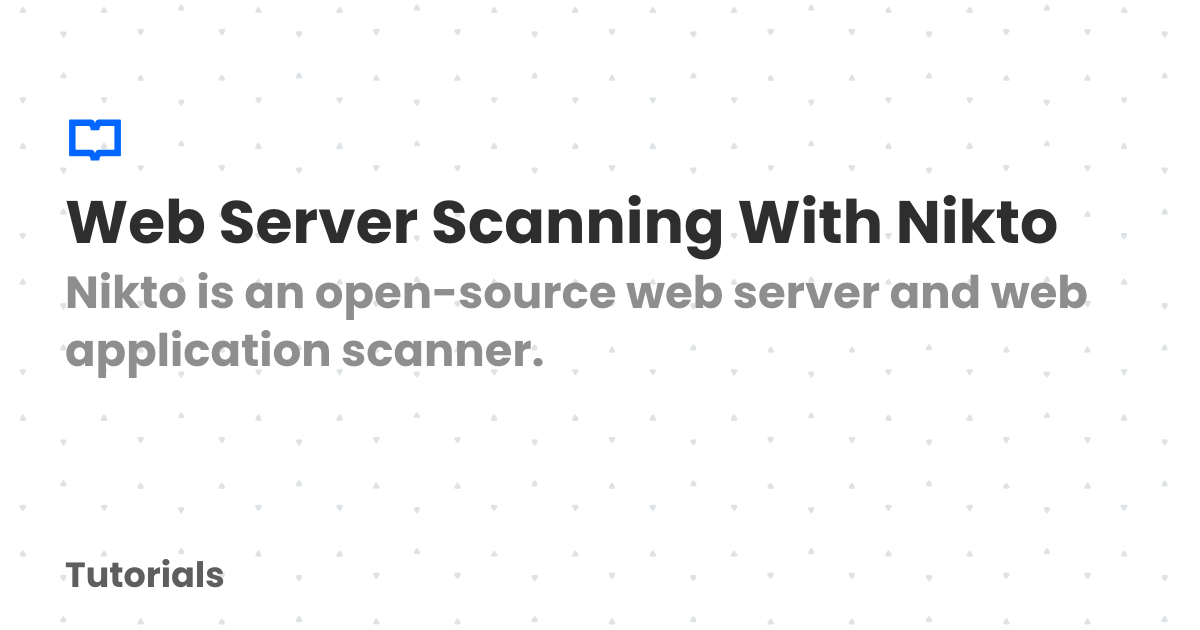 Web Server Scanning With Nikto
Nikto is an open-source web server and web
application scanner.
Tutorials